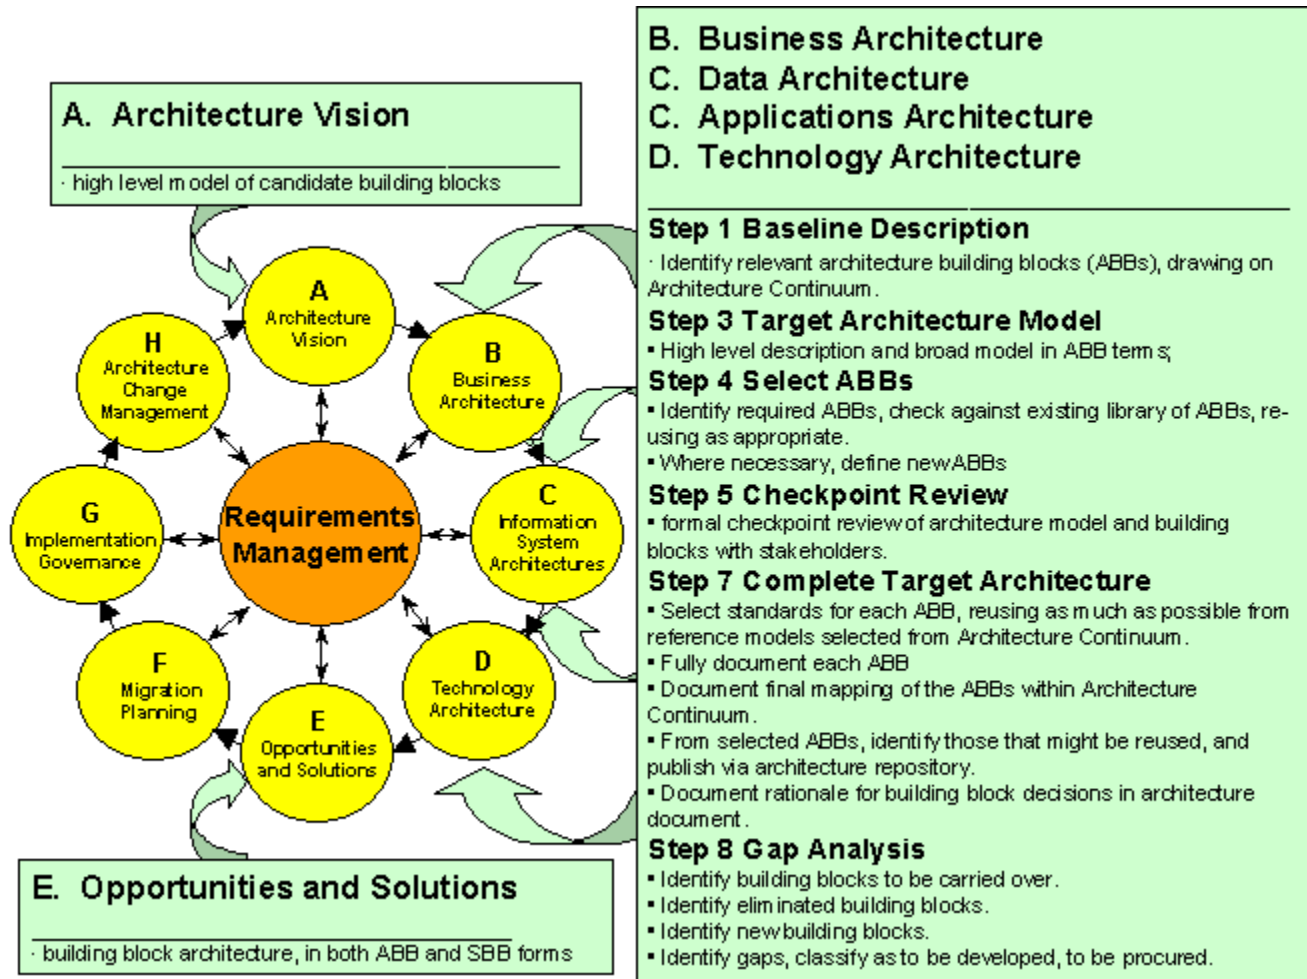 A. Architecture Vision
· high level model of candidate building blocks
A
Architecture
Vision
B
Business
Architecture
C
Information
System
Architectures
D
Technology
Architecture
E
Opportunities
and Solutions
F
Migration
Planning
G
Implementation
Governance
H
Architecture
Change
Management
Requirements
Management
E. Opportunities and Solutions
· building block architecture, in both ABB and SBB forms
B. Business Architecture
C. Data Architecture
C. Applications Architecture
D. Technology Architecture
Step 1 Baseline Description
· Identify relevant architecture building blocks (ABBs), drawing on
Architecture Continuum.
Step 3 Target Architecture Model
▪ High level description and broad model in ABB terms;
Step 4 Select ABBs
▪ Identify required ABBs, check against existing library of ABBs, re-
using as appropriate.
▪ Where necessary, define new ABBs
Step 5 Checkpoint Review
▪ formal checkpoint review of architecture model and building
blocks with stakeholders.
Step 7 Complete Target Architecture
▪ Select standards for each ABB, reusing as much as possible from
reference models selected from Architecture Continuum.
▪ Fully document each ABB
▪ Document final mapping of the ABBs within Architecture
Continuum.
▪ From selected ABBs, identify those that might be reused, and
publish via architecture repository.
▪ Document rationale for building block decisions in architecture
document.
Step 8 Gap Analysis
▪ Identify building blocks to be carried over.
▪ Identify eliminated building blocks.
▪ Identify new building blocks.
▪ Identify gaps, classify as to be developed, to be procured.